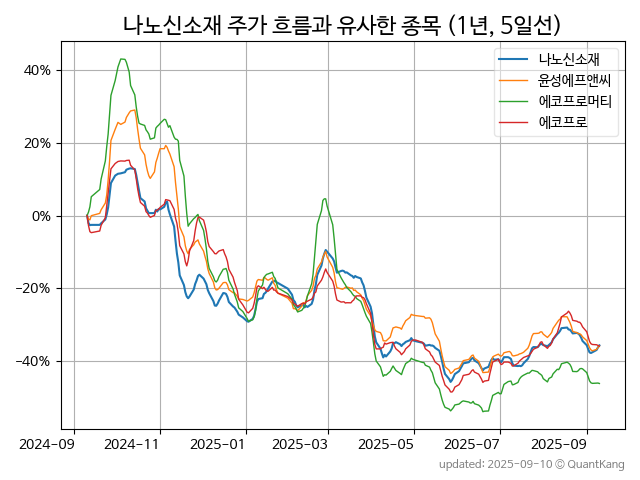 나노신소재 주가 흐름과 유사한 종목 (1년, 5일선)
나노신소재
윤성에프앤씨
에코프로머티
에코프로
40%
20%
0%
−20%
−40%
2024−09
2024−11
2025−01
2025−03
2025−05
2025−07
2025−09
updated: 2025-09-10 © QuantKang